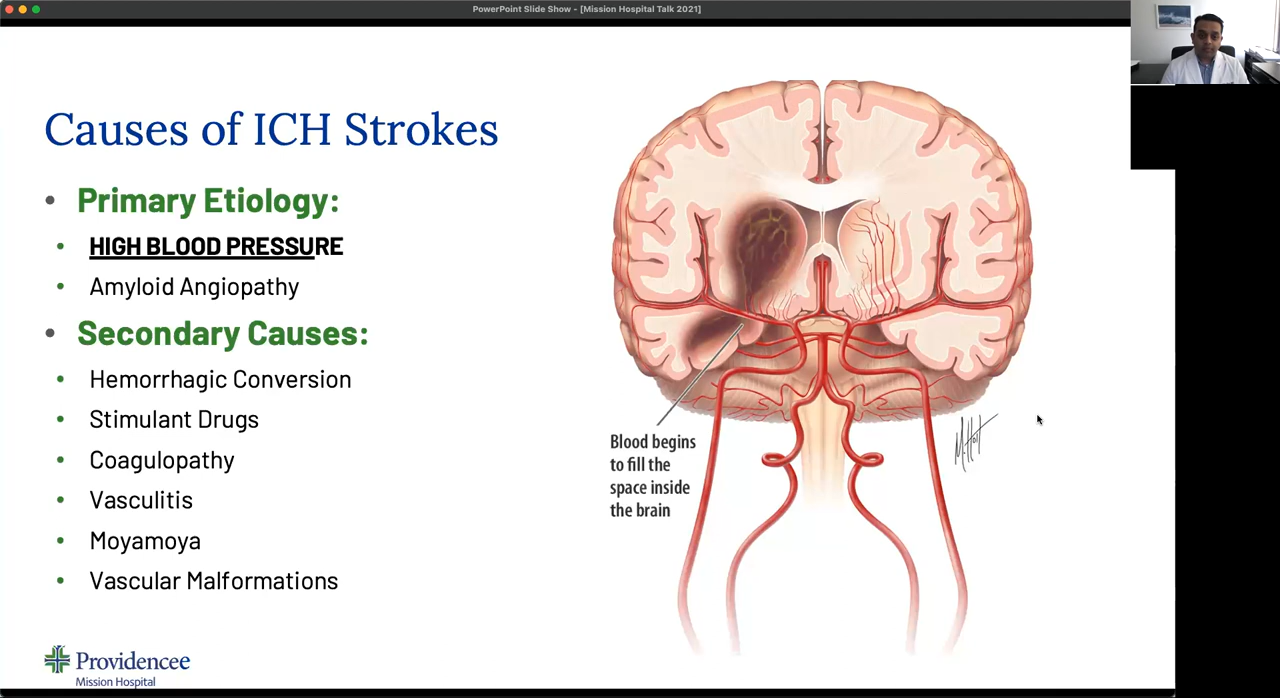 PowerPoint Slide Show - [Mission Hospital Talk 2021]
Causes of ICH Strokes
• Primary Etiology:
• HIGH BLOOD PRESSURE
• Amyloid Angiopathy
• Secondary Causes:
• Hemorrhagic Conversion
• Stimulant Drugs
• Coagulopathy
• Vasculitis
• Moyamoya
• Vascular Malformations
Blood begins
to fill the
space inside
the brain
Providencee
Mission Hospital